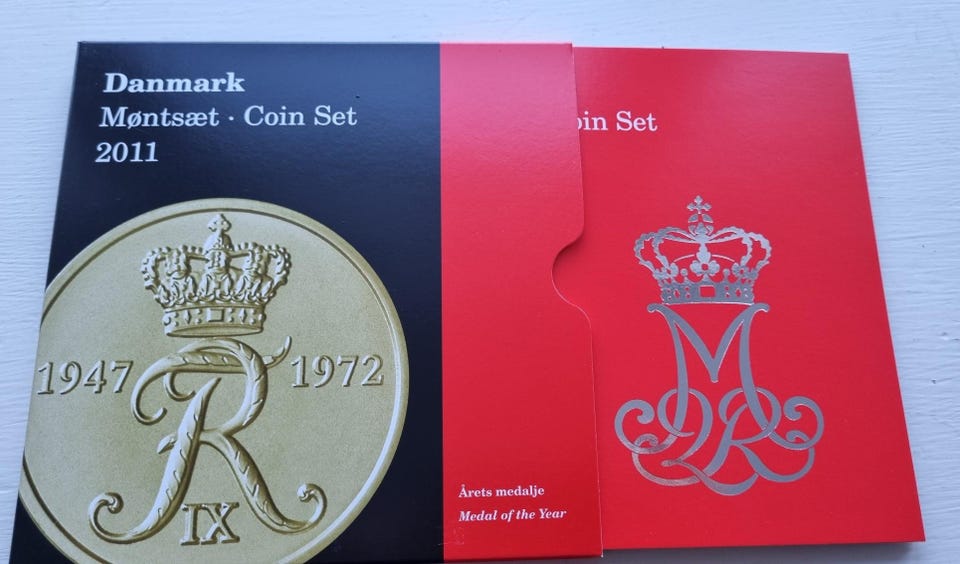 Danmark
Møntsæt · Coin Set
2011
oin Set
1947 1972
IX
Årets medalje
Medal of the Year